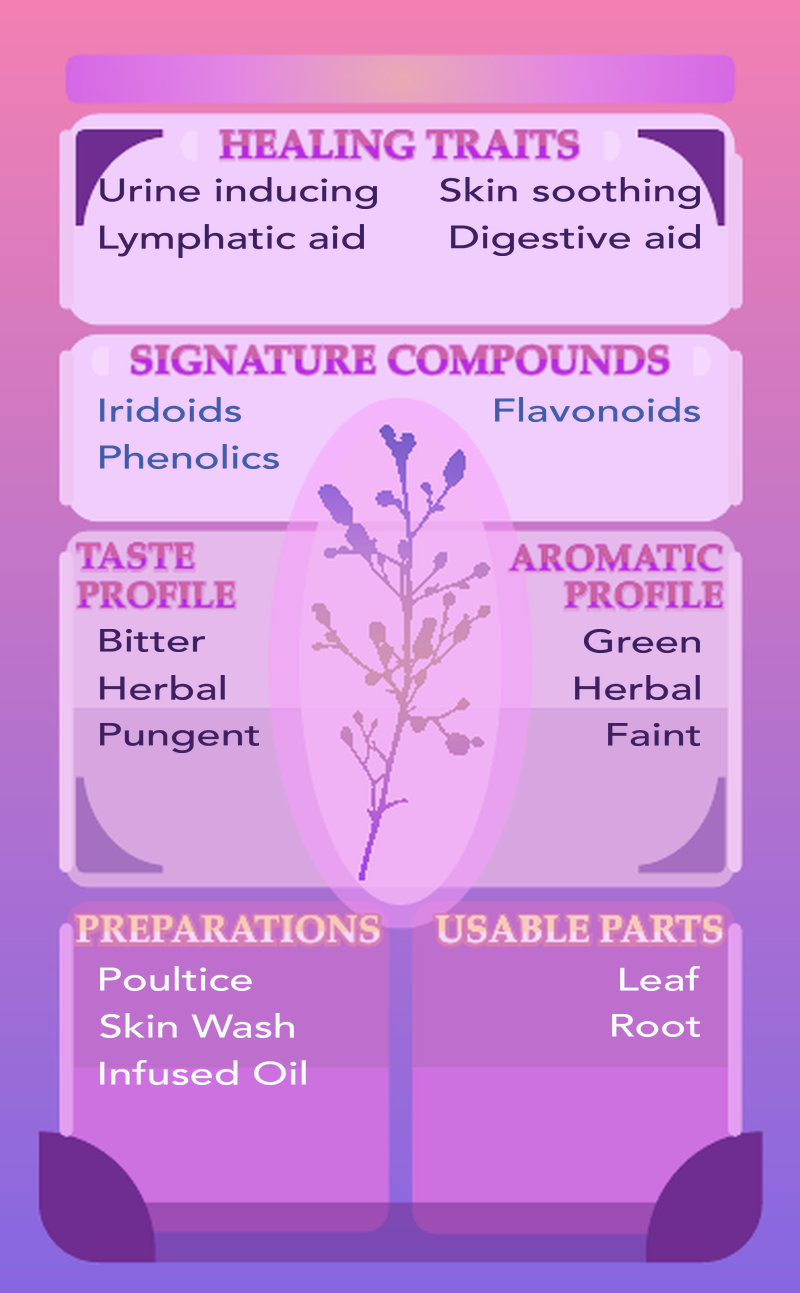 HEALING TRAITS
Urine inducing Skin soothing
Lymphatic aid Digestive aid
SIGNATURE COMPOUNDS
Iridoids Flavonoids
Phenolics
TASTE
PROFILE
Bitter
Herbal
Pungent
AROMATIC
PROFILE
Green
Herbal
Faint
PREPARATIONS
Poultice
Skin Wash
Infused Oil
USABLE PARTS
Leaf
Root